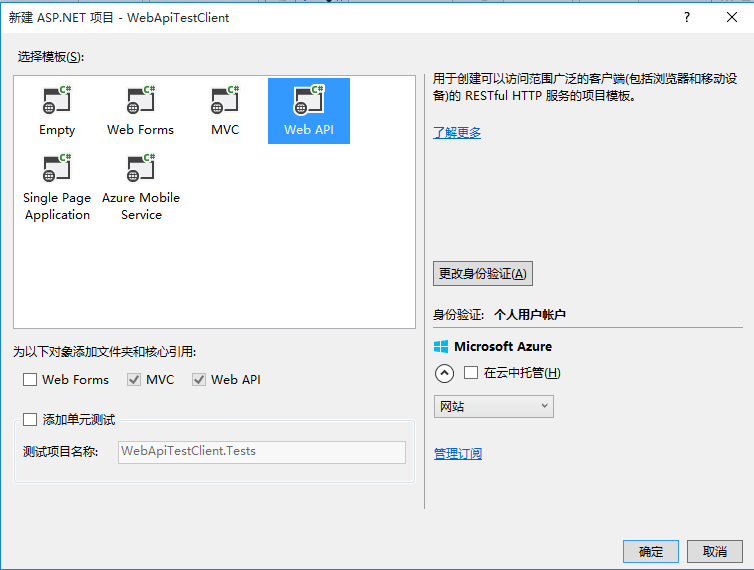 新建 ASP.NET 项目 - WebApiTestClient
选择模板(S):
C# C# C# C#
Empty Web Forms MVC Web API
C# C#
Single Page Azure Mobile
Application Service
用于创建可以访问范围广泛的客户端(包括浏览器和移动设
备)的 RESTful HTTP 服务的项目模板。
了解更多
更改身份验证(A)
身份验证: 个人用户帐户
Microsoft Azure
在云中托管(H)
网站
管理订阅
为以下对象添加文件夹和核心引用:
Web Forms MVC Web API
添加单元测试
测试项目名称: WebApiTestClient.Tests
确定 取消